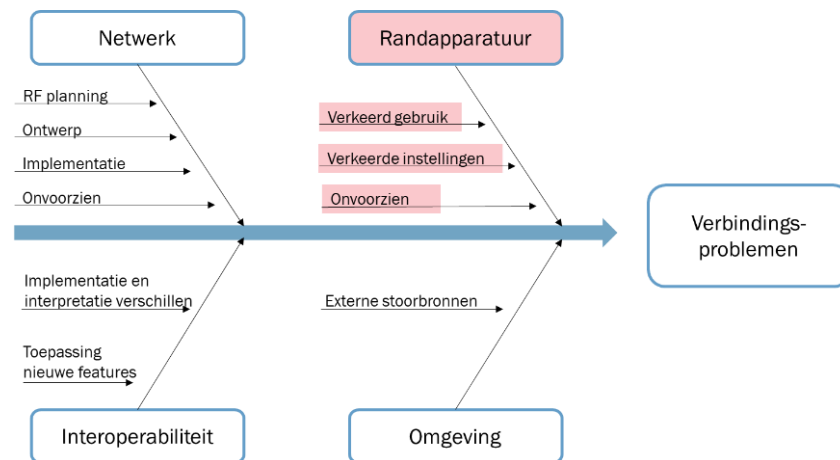 Netwerk
Randapparatuur
RF planning
Ontwerp
Implementatie
Onvoorzien
Verkeerd gebruik
Verkeerde instellingen
Onvoorzien
Verbindings-
problemen
Implementatie en
interpretatie verschillen
Toepassing
nieuwe features
Externe stoorbronnen
Interoperabiliteit
Omgeving